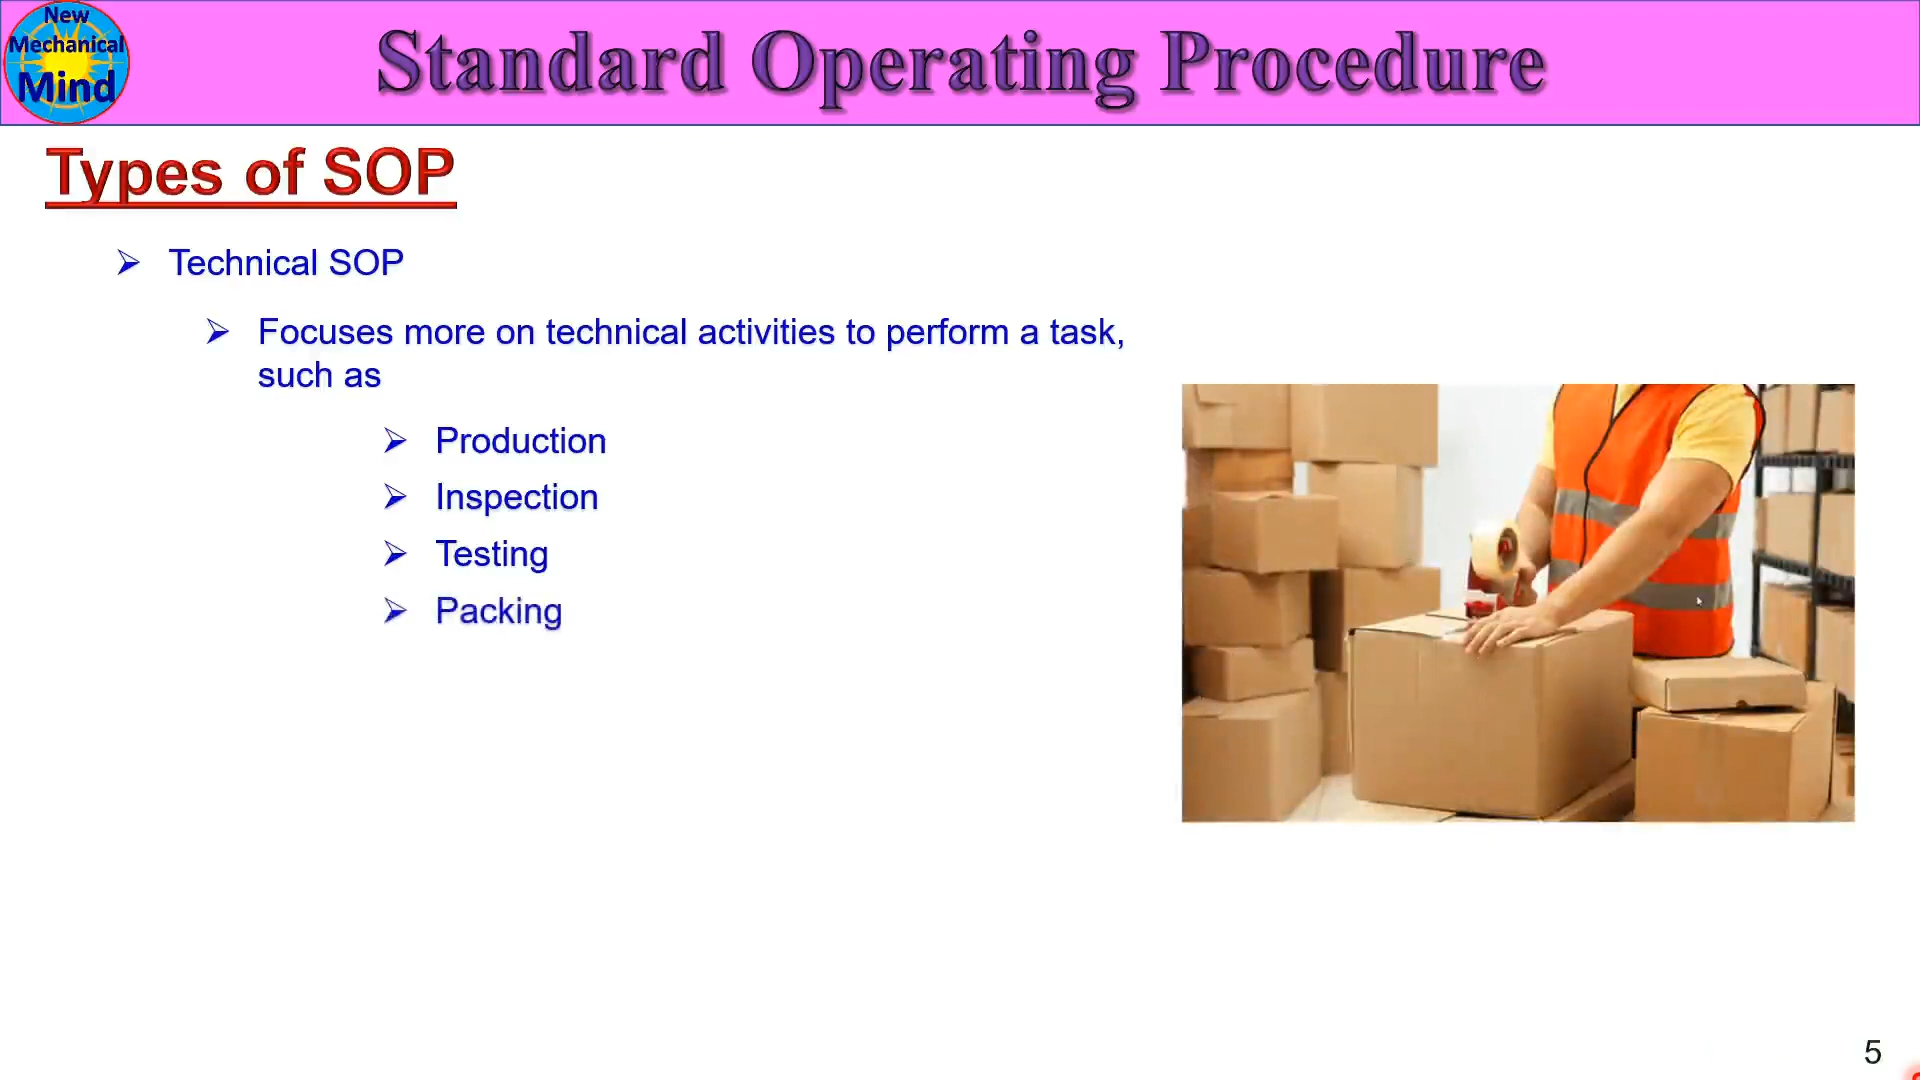 New
Mechanical
Mind
Standard Operating Procedure
Types of SOP
Technical SOP
Focuses more on technical activities to perform a task,
such as
Production
Inspection
Testing
Packing
5